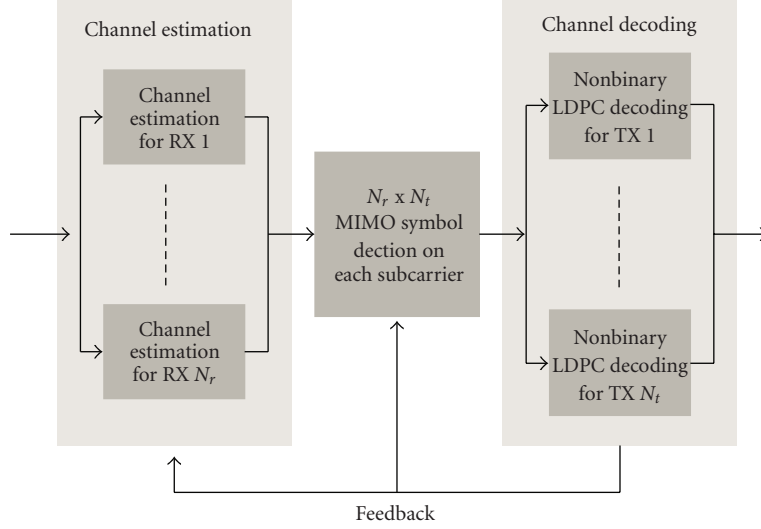 Channel estimation
Channel
estimation
for RX 1
Channel
estimation
for RX Nr
Nr x Nt
MIMO symbol
dection on
each subcarrier
Channel decoding
Nonbinary
LDPC decoding
for TX 1
Nonbinary
LDPC decoding
for TX Nt
Feedback